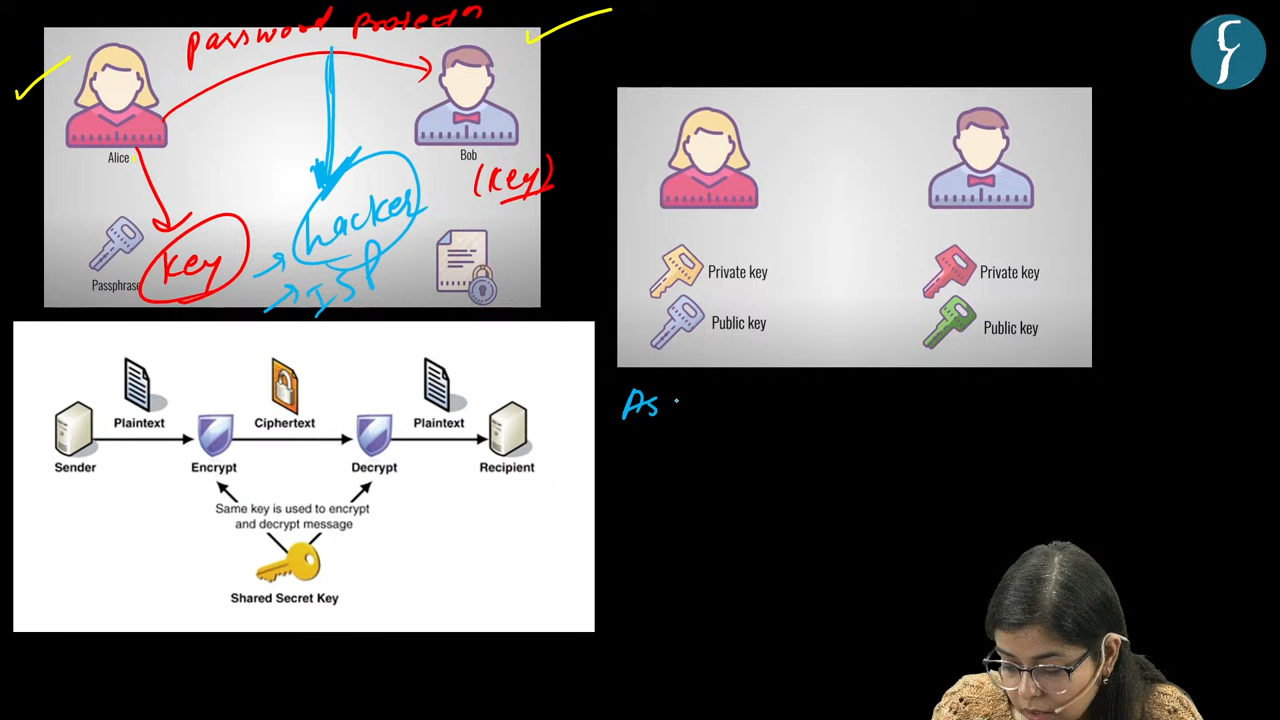 password protection
Alice
Bob
(key)
Passphrase
key
hacker
ISP
Private key
Public key
Private key
Public key
As
Plaintext
Ciphertext
Plaintext
Sender
Encrypt
Decrypt
Recipient
Same key is used to encrypt
and decrypt message
Shared Secret Key